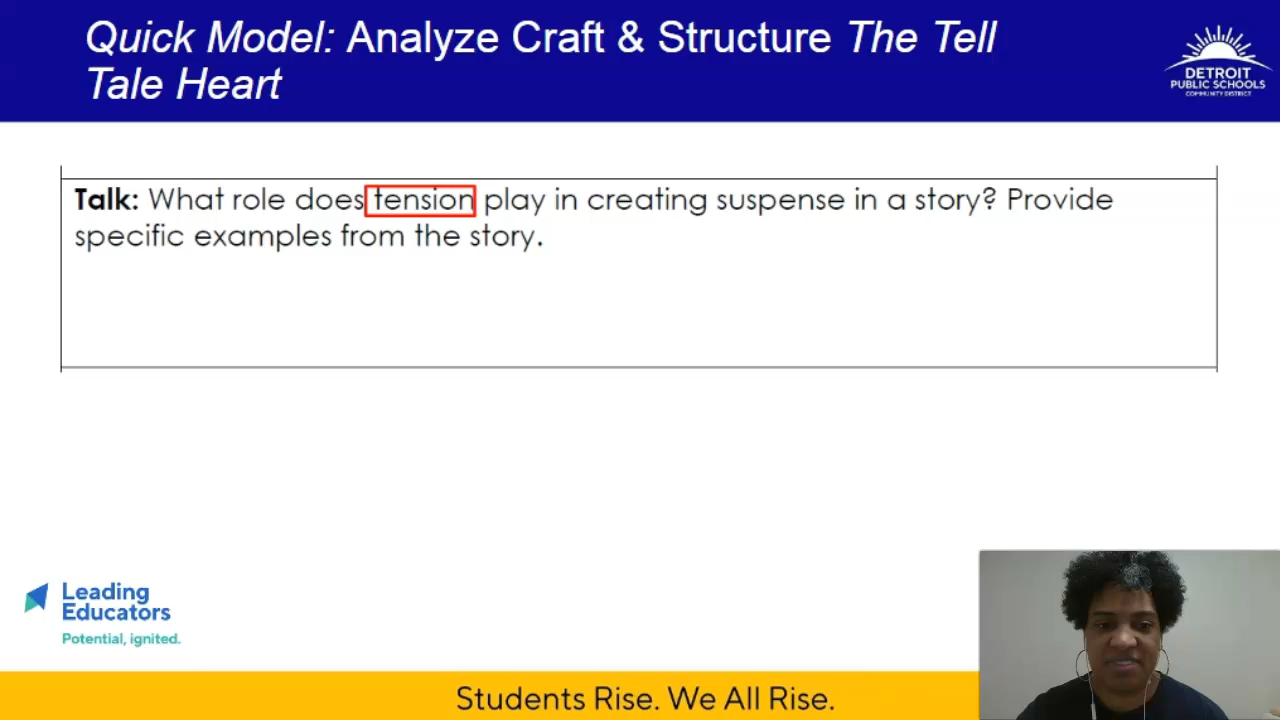 Quick Model: Analyze Craft & Structure The Tell
Tale Heart
DETROIT
PUBLIC SCHOOLS
COMMUNITY DISTRICT
Talk: What role does tension play in creating suspense in a story? Provide
specific examples from the story.
Leading
Educators
Potential, ignited.
Students Rise. We All Rise.